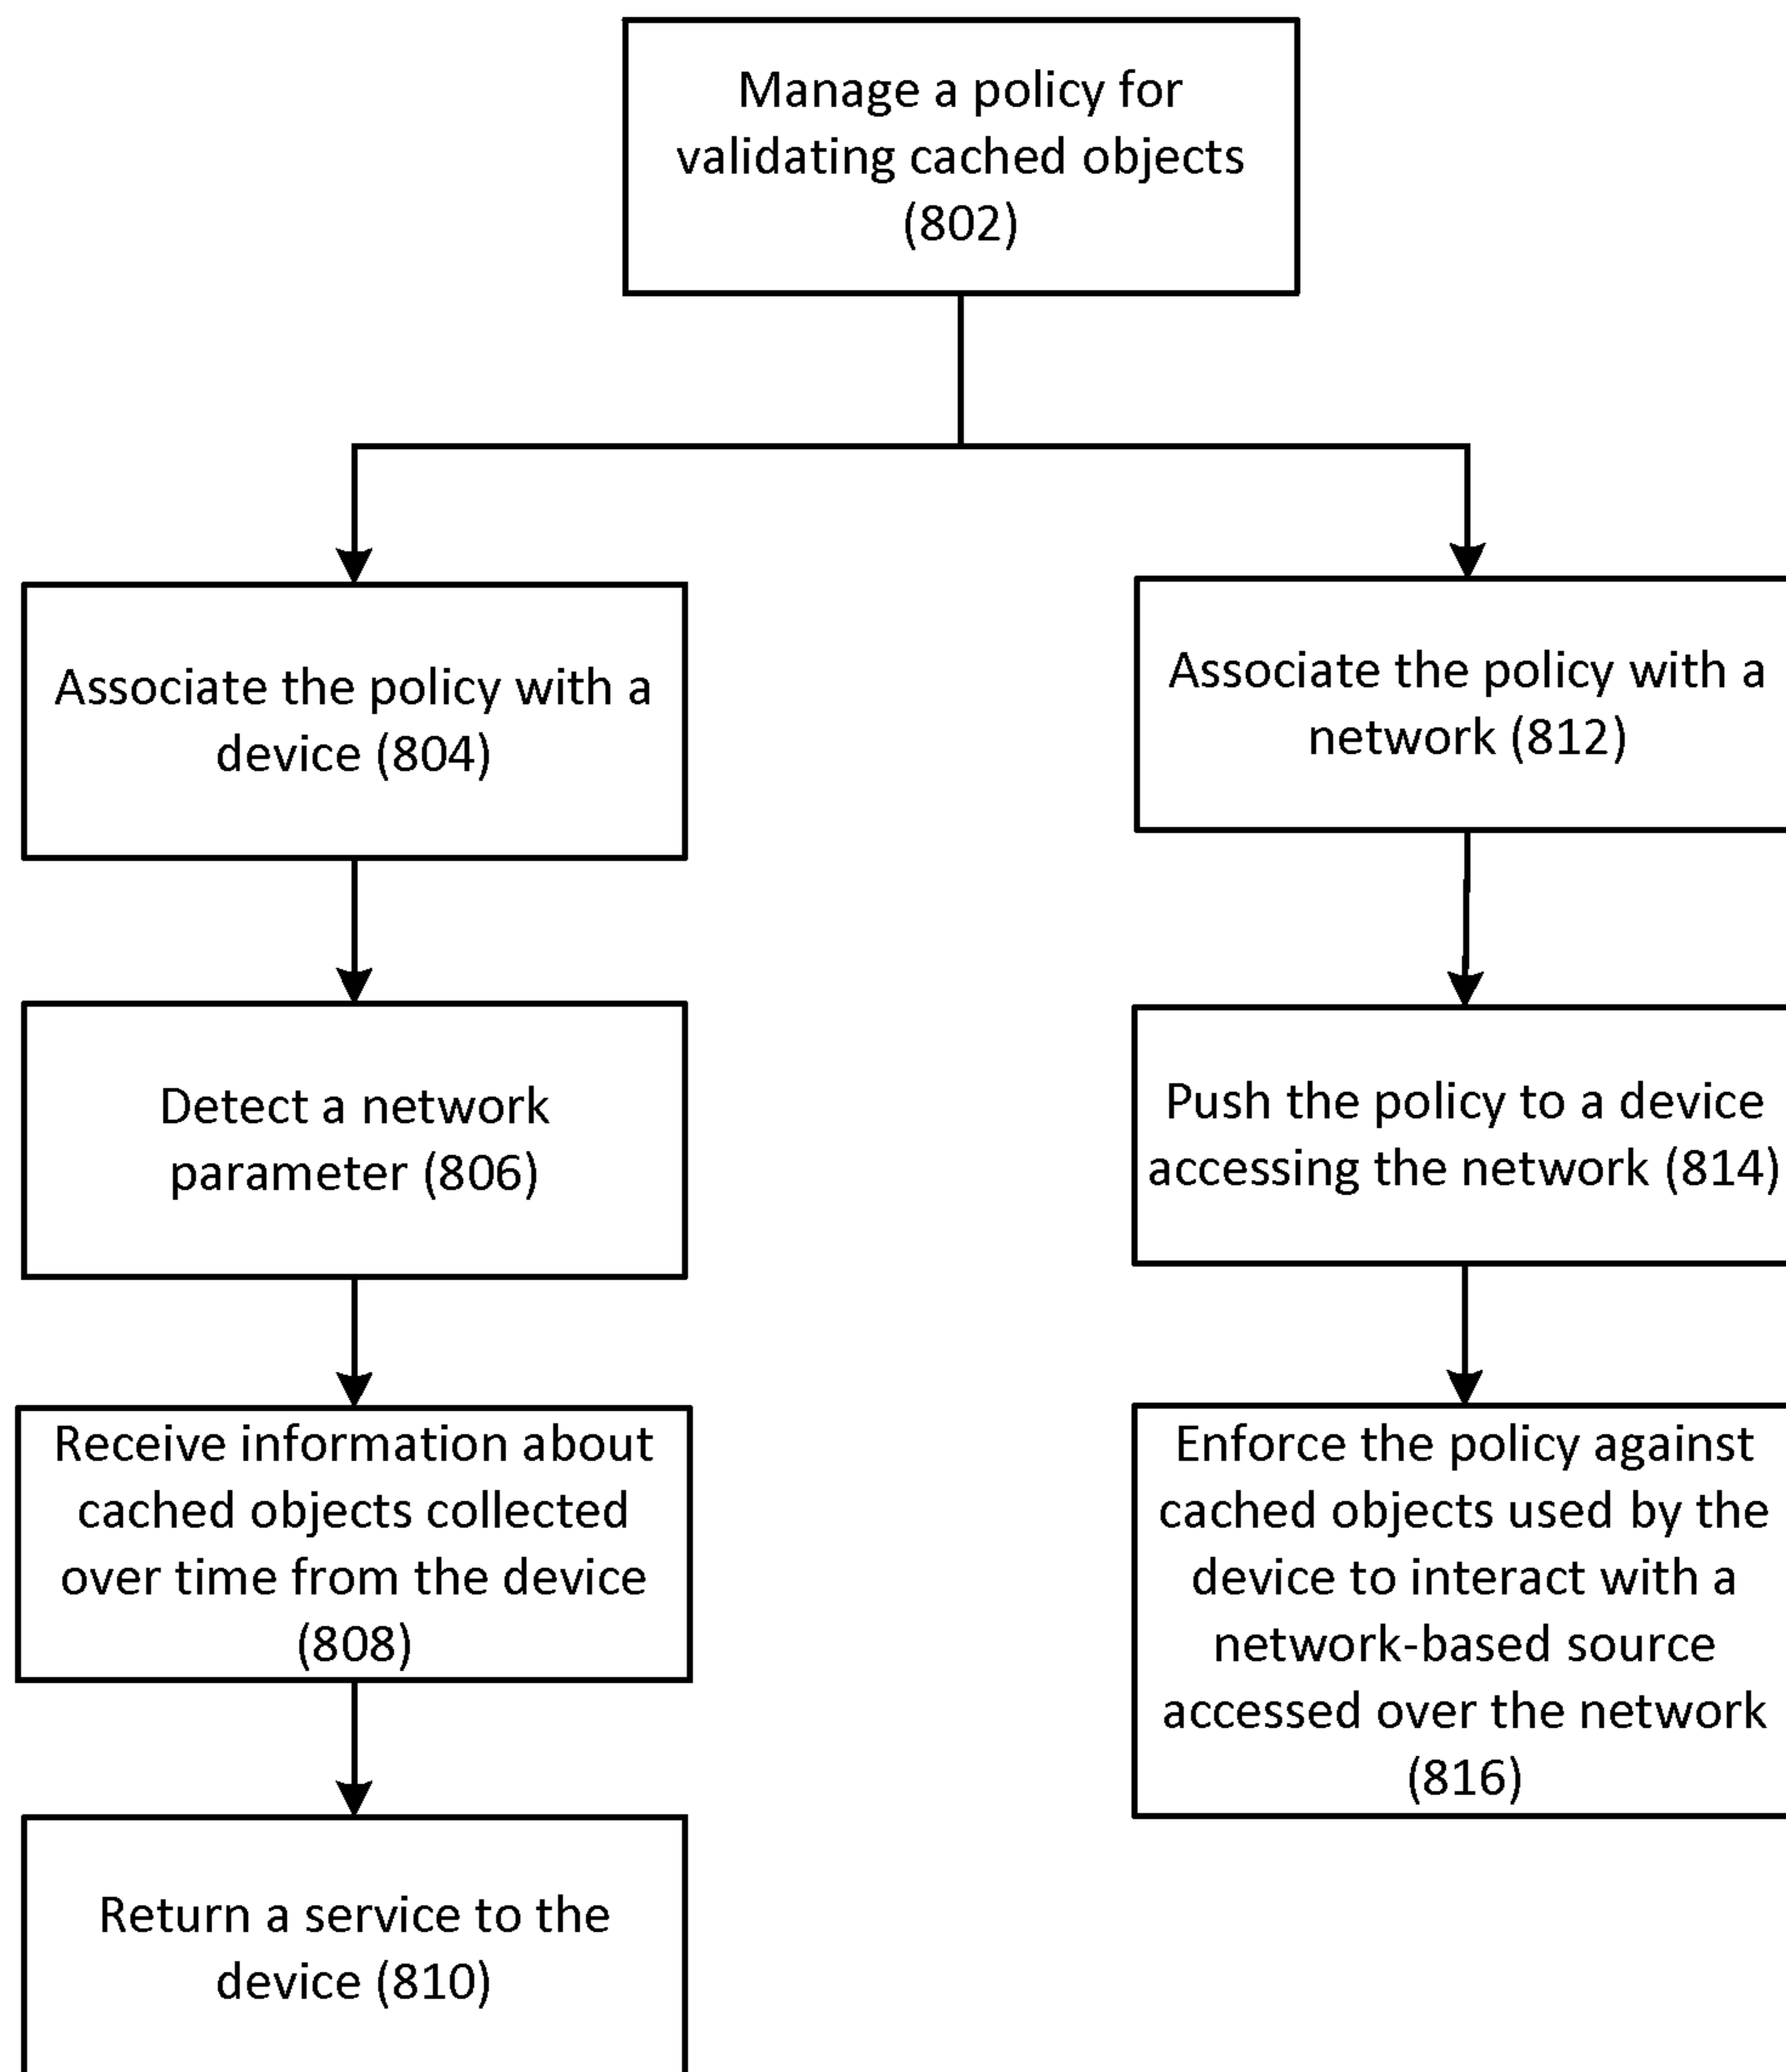 Manage a policy for
validating cached objects
(802)
Associate the policy with a
device (804)
Detect a network
parameter (806)
Receive information about
cached objects collected
over time from the device
(808)
Return a service to the
device (810)
Associate the policy with a
network (812)
Push the policy to a device
accessing the network (814)
Enforce the policy against
cached objects used by the
device to interact with a
network-based source
accessed over the network
(816)